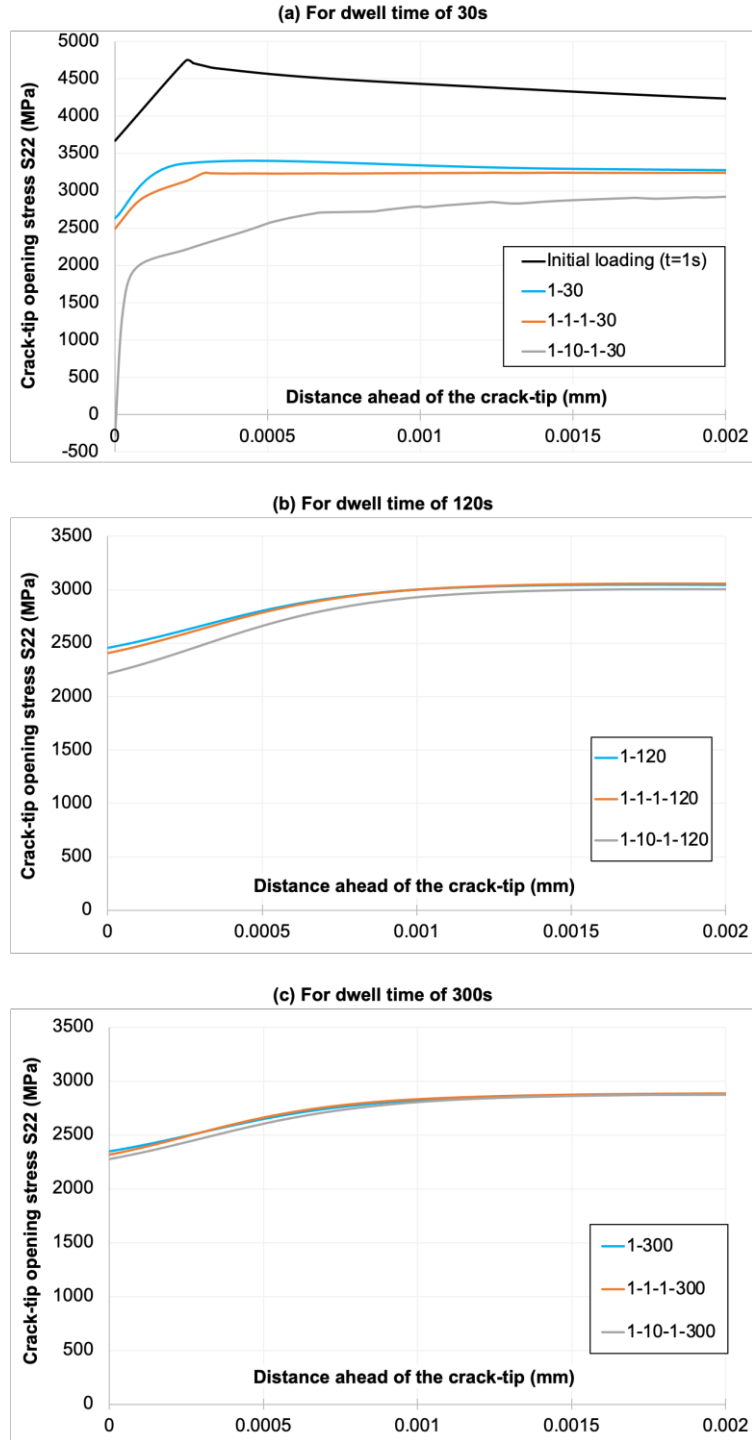 (a) For dwell time of 30s
Crack-tip opening stress S22 (MPa)
5000
4500
4000
3500
3000
2500
2000
1500
1000
500
0
-500
Initial loading (t=1s)
1-30
1-1-1-30
1-10-1-30
Distance ahead of the crack-tip (mm)
0 0.0005 0.001 0.0015 0.002
(b) For dwell time of 120s
Crack-tip opening stress S22 (MPa)
3500
3000
2500
2000
1500
1000
500
0
1-120
1-1-1-120
1-10-1-120
Distance ahead of the crack-tip (mm)
0 0.0005 0.001 0.0015 0.002
(c) For dwell time of 300s
Crack-tip opening stress S22 (MPa)
3500
3000
2500
2000
1500
1000
500
0
1-300
1-1-1-300
1-10-1-300
Distance ahead of the crack-tip (mm)
0 0.0005 0.001 0.0015 0.002